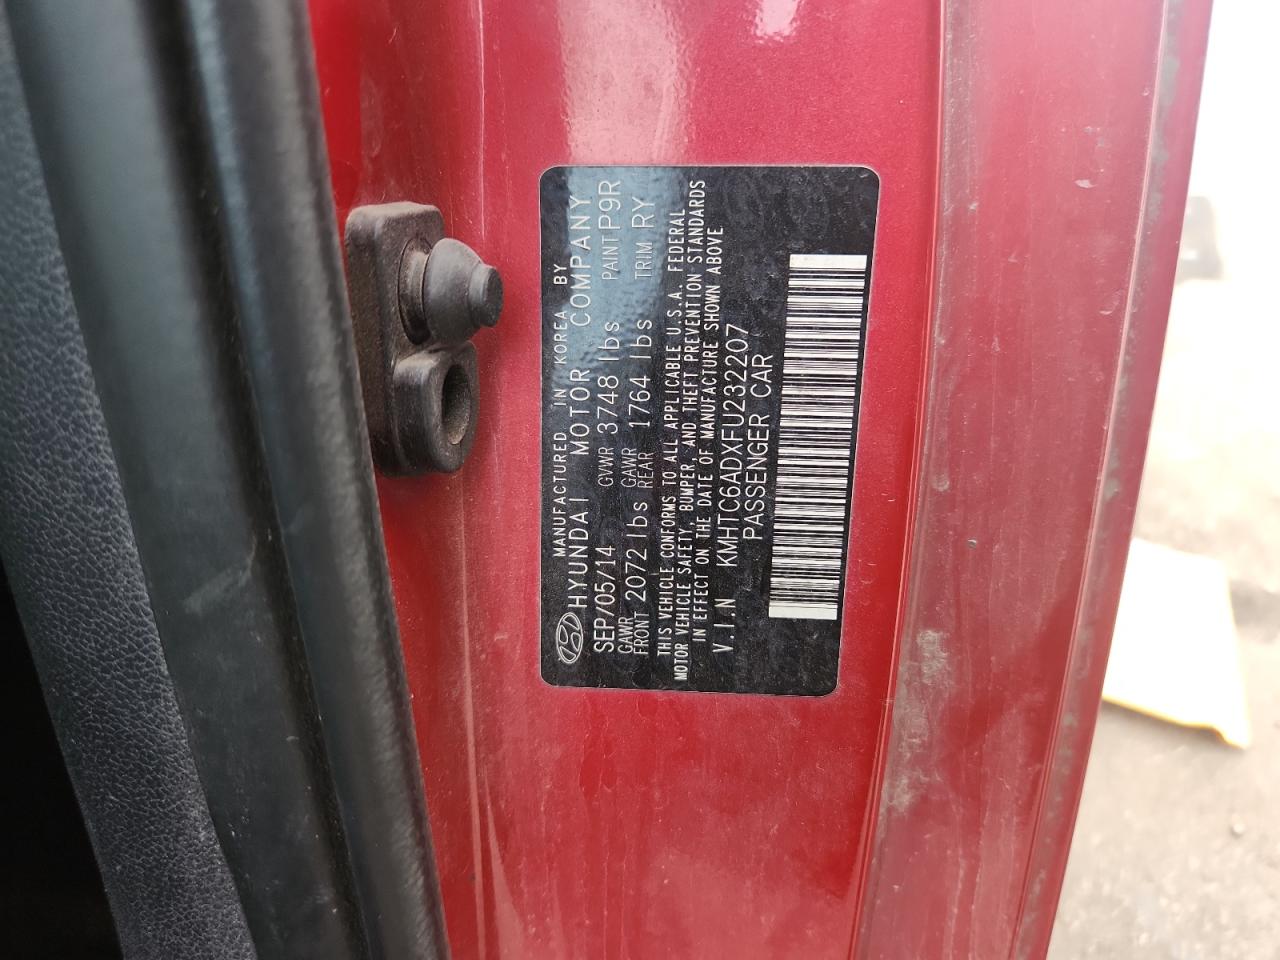 MANUFACTURED IN KOREA BY
HYUNDAI MOTOR COMPANY
SEP/05/14 GVWR 3748 lbs PAINT P9R
GAWR FRONT 2072 lbs GAWR REAR 1764 lbs TRIM RY
THIS VEHICLE CONFORMS TO ALL APPLICABLE U.S.A. FEDERAL
MOTOR VEHICLE SAFETY, BUMPER, AND THEFT PREVENTION STANDARDS
IN EFFECT ON THE DATE OF MANUFACTURE SHOWN ABOVE
V.I.N KMHTC6ADXFU232207
PASSENGER CAR